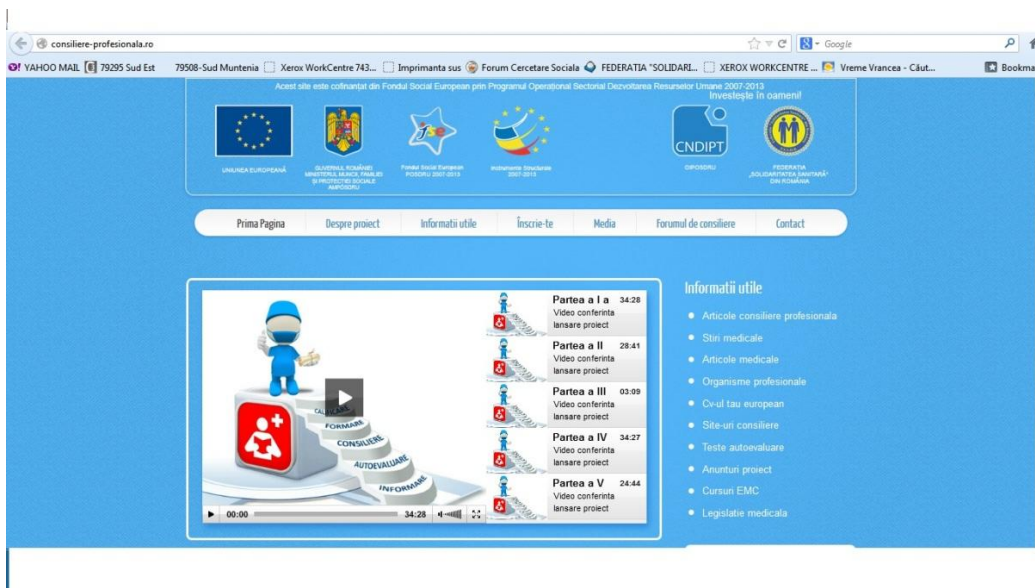 consiliere-profesionala.ro
Google
YAHOO MAIL
79295 Sud Est
79508-Sud Muntenia
Xerox WorkCentre 743...
Imprimanta sus
Forum Cercetare Sociala
FEDERATIA "SOLIDARI...
XEROX WORKCENTRE ...
Vreme Vrancea - Căut...
Bookma
Acest site este cofinanțat din Fondul Social European prin Programul Operațional Sectorial Dezvoltarea Resurselor Umane 2007-2013
Investește în oameni!
UNIUNEA EUROPEANĂ
GUVERNUL ROMÂNIEI
MINISTERUL MUNCII, FAMILIEI
ȘI PROTECȚIEI SOCIALE
AMPOSDRU
fse
Fondul Social European
POSDRU 2007-2013
Instrumente Structurale
2007-2013
CNDIPT
OIPOSDRU
FEDERATIA
„SOLIDARITATEA SANITARĂ"
DIN ROMÂNIA
Prima Pagina
Despre proiect
Informatii utile
Înscrie-te
Media
Forumul de consiliere
Contact
CALIFICARE
FORMARE
CONSILIERE
AUTOEVALUARE
INFORMARE
00:00
34:28
Partea a I a 34:28
Video conferinta
lansare proiect
Partea a II 28:41
Video conferinta
lansare proiect
Partea a III 03:09
Video conferinta
lansare proiect
Partea a IV 34:27
Video conferinta
lansare proiect
Partea a V 24:44
Video conferinta
lansare proiect
Informatii utile
Articole consiliere profesionala
Stiri medicale
Articole medicale
Organisme profesionale
Cv-ul tau european
Site-uri consiliere
Teste autoevaluare
Anunturi proiect
Cursuri EMC
Legislatie medicala